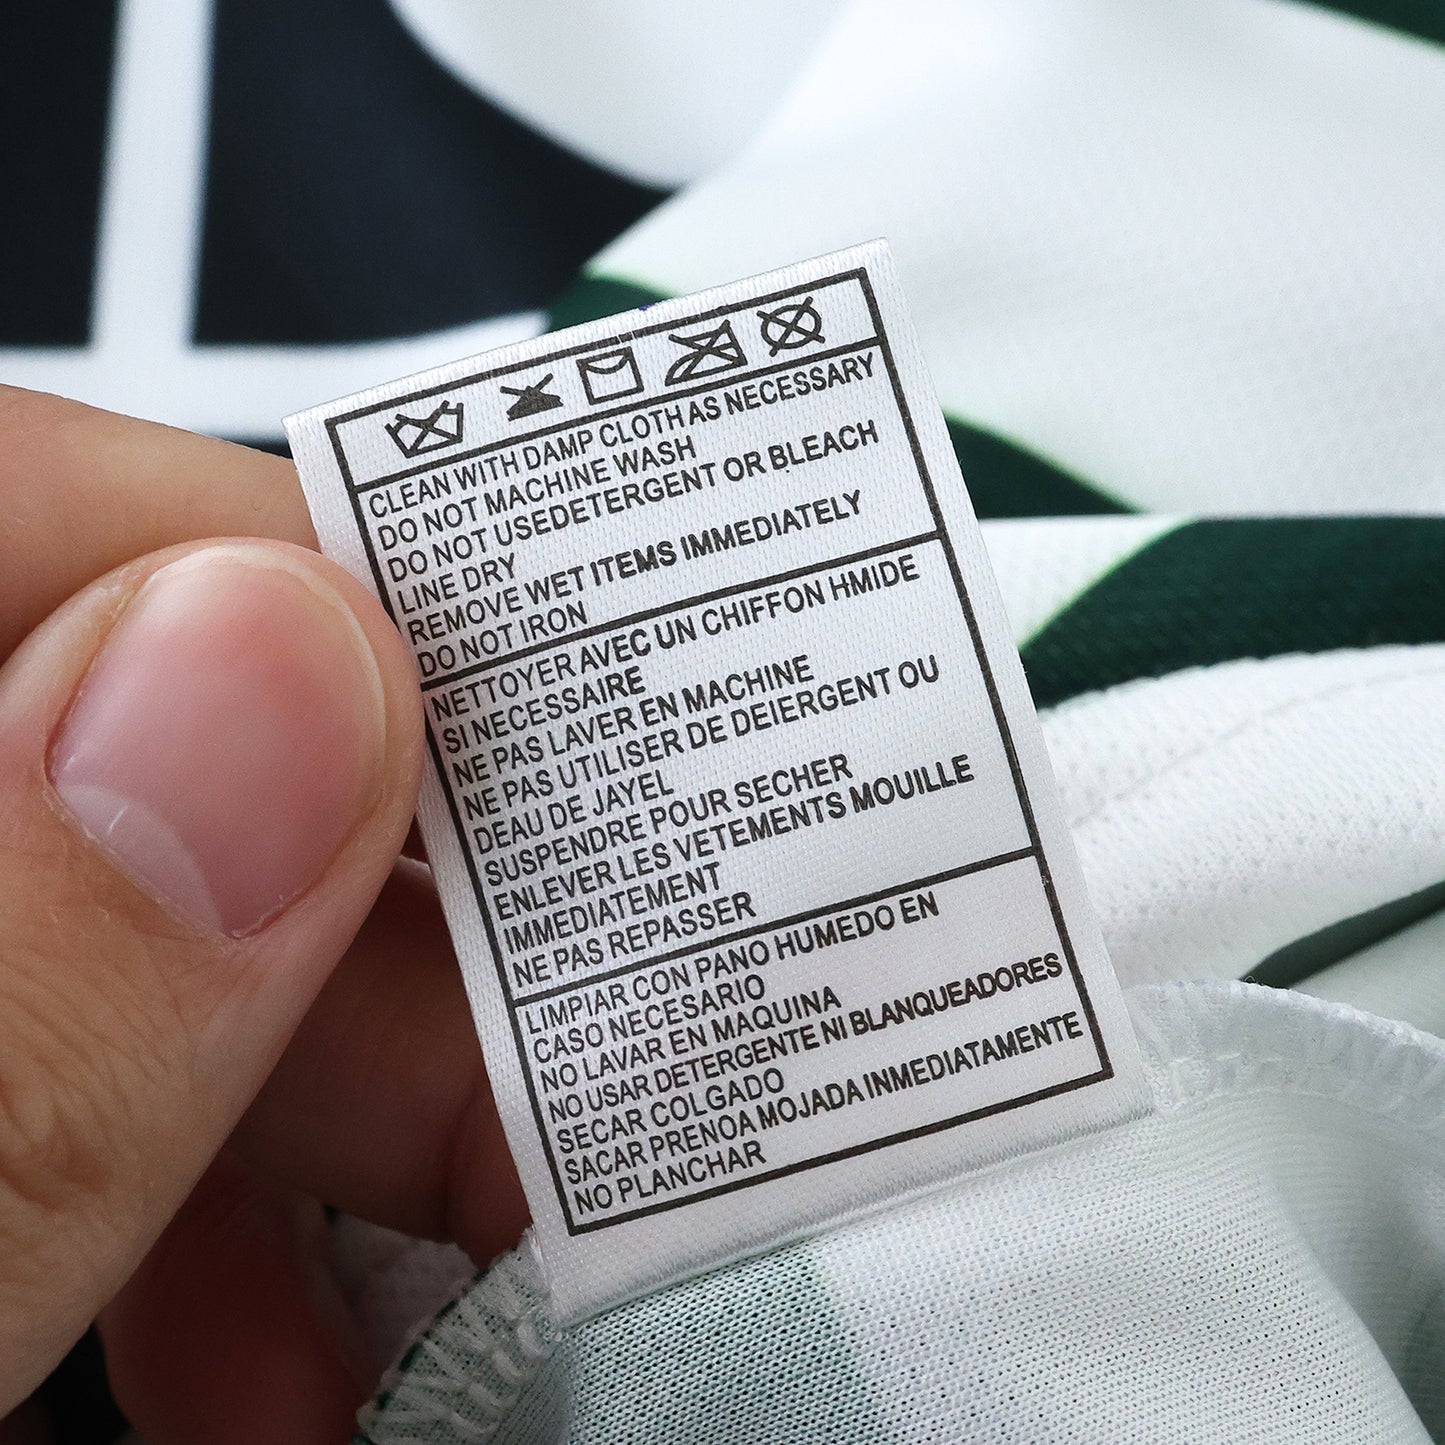 CLEAN WITH DAMP CLOTH AS NECESSARY
DO NOT MACHINE WASH
DO NOT USEDETERGENT OR BLEACH
LINE DRY
REMOVE WET ITEMS IMMEDIATELY
DO NOT IRON
NETTOYER AVEC UN CHIFFON HMIDE
SI NECESSAIRE
NE PAS LAVER EN MACHINE
NE PAS UTILISER DE DEIERGENT OU
DEAU DE JAYEL
SUSPENDRE POUR SECHER
ENLEVER LES VETEMENTS MOUILLE
IMMEDIATEMENT
NE PAS REPASSER
LIMPIAR CON PANO HUMEDO EN
CASO NECESARIO
NO LAVAR EN MAQUINA
NO USAR DETERGENTE NI BLANQUEADORES
SECAR COLGADO
SACAR PRENOA MOJADA INMEDIATAMENTE
NO PLANCHAR